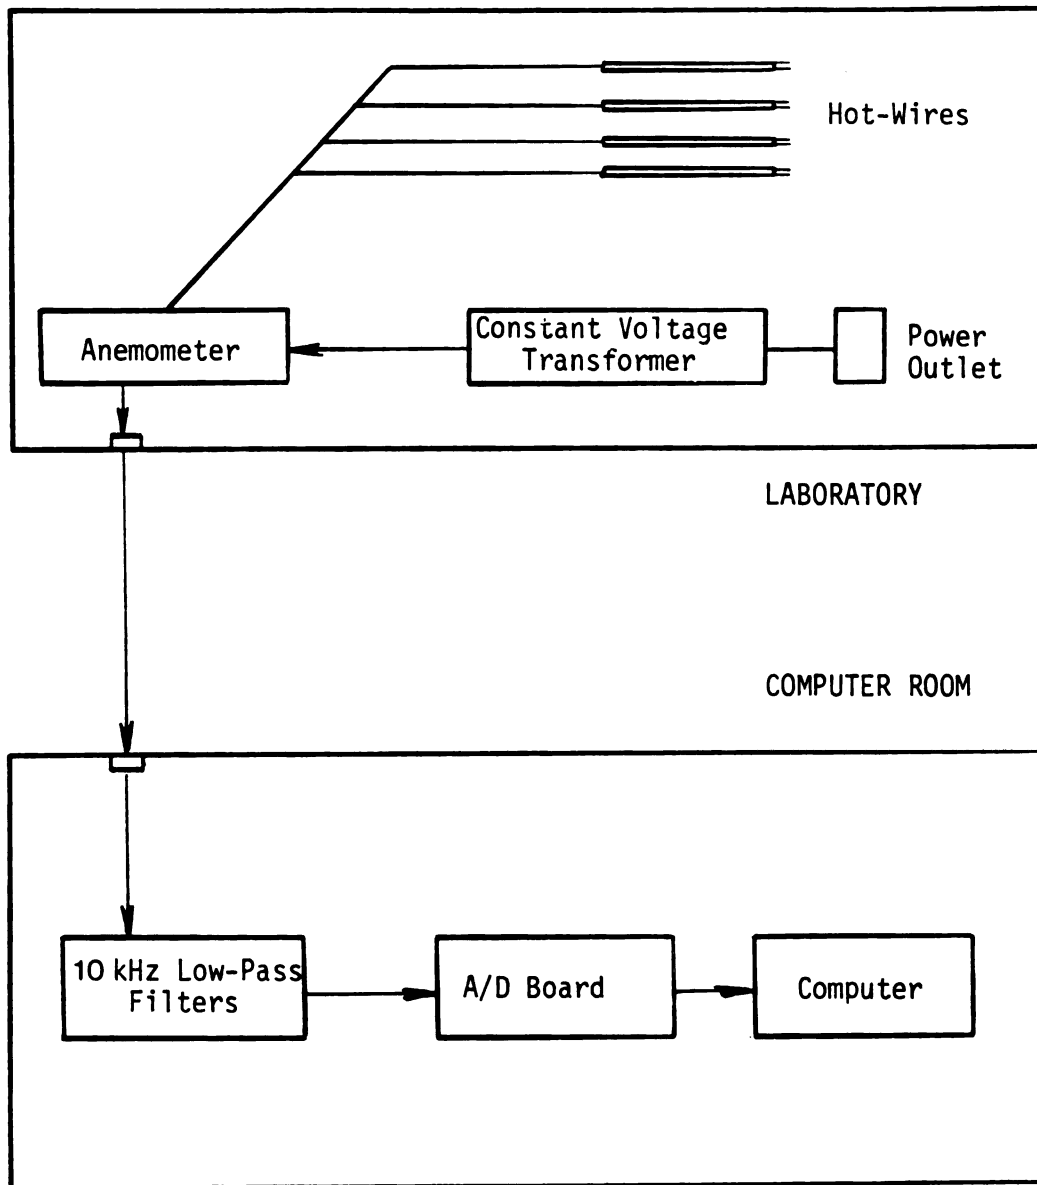 Hot-Wires
Anemometer
Constant Voltage
Transformer
Power
Outlet
LABORATORY
COMPUTER ROOM
10 kHz Low-Pass
Filters
A/D Board
Computer